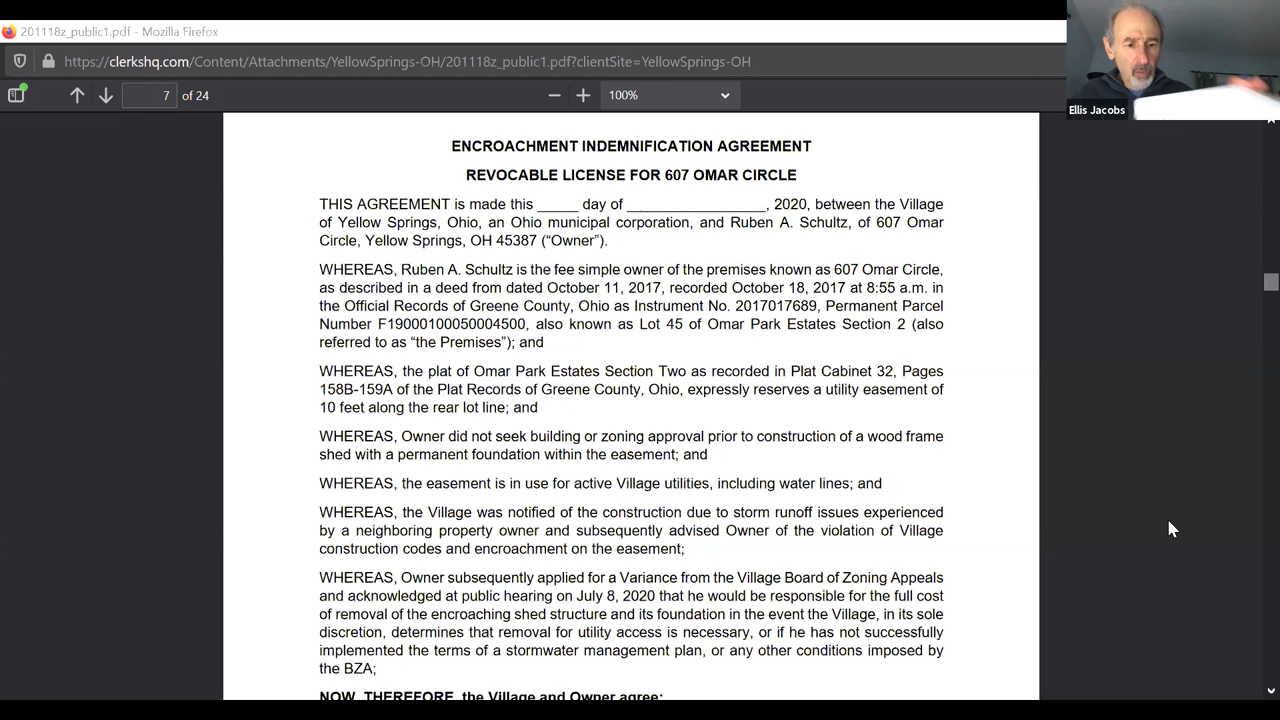 201118z_public1.pdf - Mozilla Firefox
https://clerkshq.com/Content/Attachments/YellowSprings-OH/201118z_public1.pdf?clientSite=YellowSprings-OH
7 of 24
100%
Ellis Jacobs
ENCROACHMENT INDEMNIFICATION AGREEMENT
REVOCABLE LICENSE FOR 607 OMAR CIRCLE
THIS AGREEMENT is made this _____ day of _________________, 2020, between the Village
of Yellow Springs, Ohio, an Ohio municipal corporation, and Ruben A. Schultz, of 607 Omar
Circle, Yellow Springs, OH 45387 (“Owner”).
WHEREAS, Ruben A. Schultz is the fee simple owner of the premises known as 607 Omar Circle,
as described in a deed from dated October 11, 2017, recorded October 18, 2017 at 8:55 a.m. in
the Official Records of Greene County, Ohio as Instrument No. 2017017689, Permanent Parcel
Number F19000100050004500, also known as Lot 45 of Omar Park Estates Section 2 (also
referred to as “the Premises”); and
WHEREAS, the plat of Omar Park Estates Section Two as recorded in Plat Cabinet 32, Pages
158B-159A of the Plat Records of Greene County, Ohio, expressly reserves a utility easement of
10 feet along the rear lot line; and
WHEREAS, Owner did not seek building or zoning approval prior to construction of a wood frame
shed with a permanent foundation within the easement; and
WHEREAS, the easement is in use for active Village utilities, including water lines; and
WHEREAS, the Village was notified of the construction due to storm runoff issues experienced
by a neighboring property owner and subsequently advised Owner of the violation of Village
construction codes and encroachment on the easement;
WHEREAS, Owner subsequently applied for a Variance from the Village Board of Zoning Appeals
and acknowledged at public hearing on July 8, 2020 that he would be responsible for the full cost
of removal of the encroaching shed structure and its foundation in the event the Village, in its sole
discretion, determines that removal for utility access is necessary, or if he has not successfully
implemented the terms of a stormwater management plan, or any other conditions imposed by
the BZA;
NOW, THEREFORE, the Village and Owner agree: